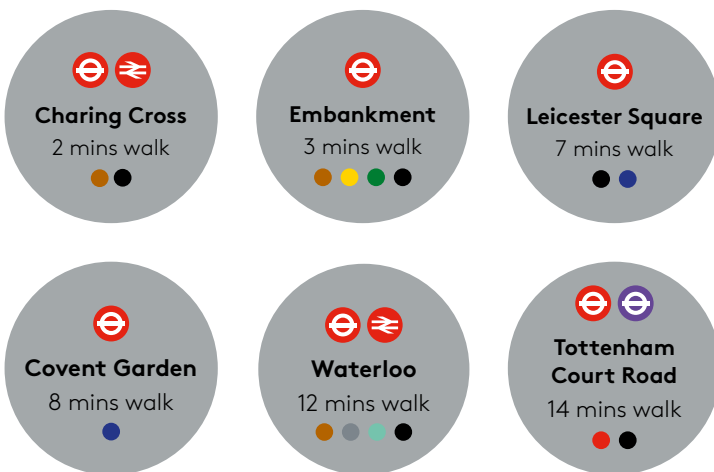 Charing Cross
2 mins walk
Embankment
3 mins walk
Leicester Square
7 mins walk
Covent Garden
8 mins walk
Waterloo
12 mins walk
Tottenham
Court Road
14 mins walk